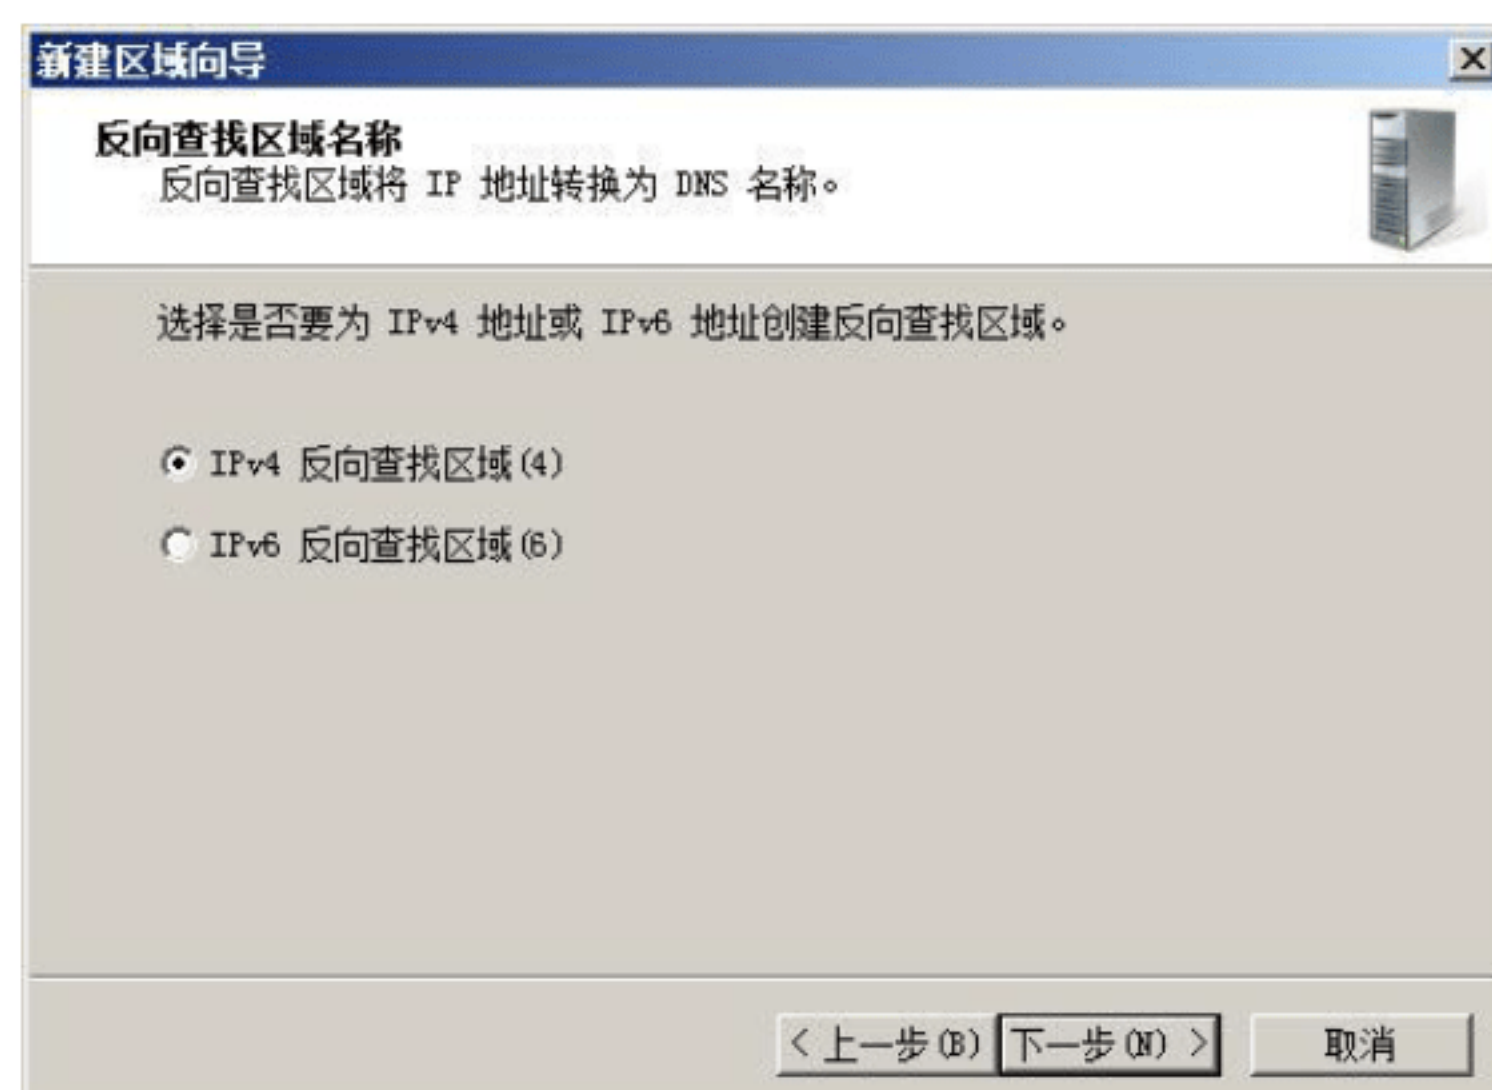 新建区域向导
反向查找区域名称
反向查找区域将 IP 地址转换为 DNS 名称。
选择是否要为 IPv4 地址或 IPv6 地址创建反向查找区域。
IPv4 反向查找区域(4)
IPv6 反向查找区域(6)
< 上一步(B) 下一步(N) > 取消